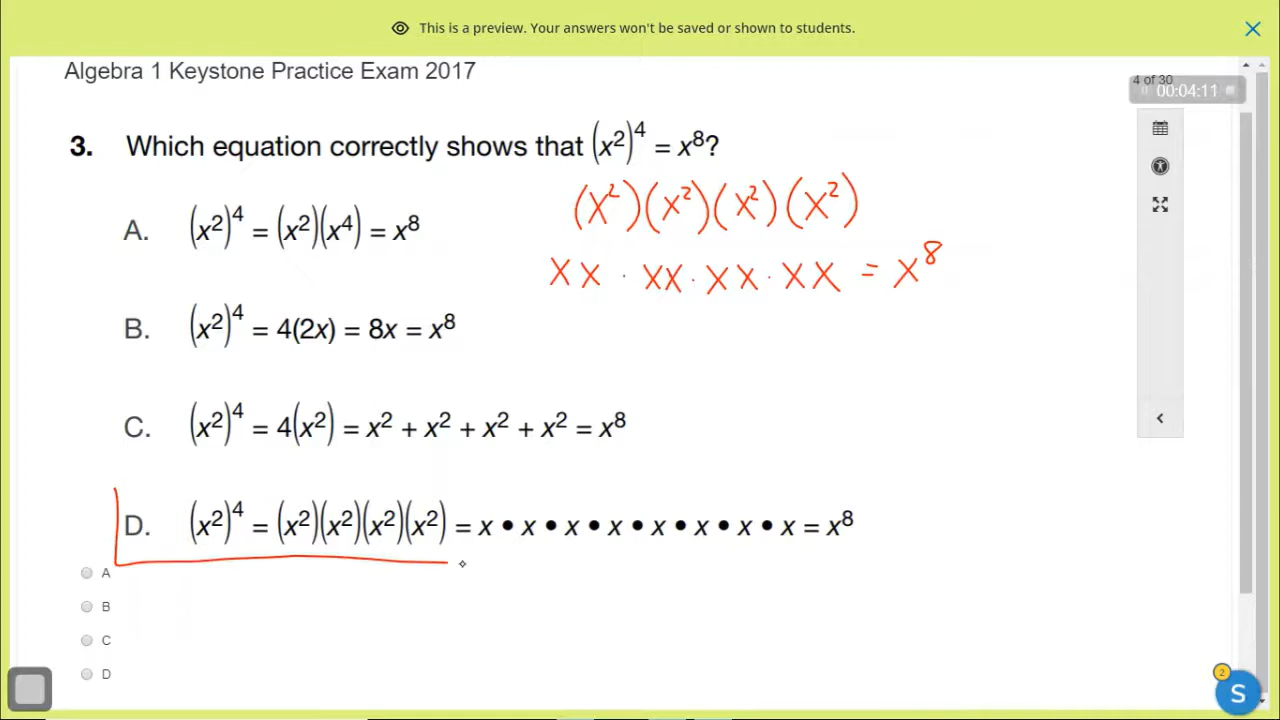 This is a preview. Your answers won't be saved or shown to students.
Algebra 1 Keystone Practice Exam 2017
4 of 30
00:04:11
3. Which equation correctly shows that (x²)⁴ = x⁸?
(x²)(x²)(x²)(x²)
A. (x²)⁴ = (x²)(x⁴) = x⁸
xx · xx · xx · xx = x⁸
B. (x²)⁴ = 4(2x) = 8x = x⁸
C. (x²)⁴ = 4(x²) = x² + x² + x² + x² = x⁸
D. (x²)⁴ = (x²)(x²)(x²)(x²) = x • x • x • x • x • x • x • x = x⁸
A
B
C
D
2
S